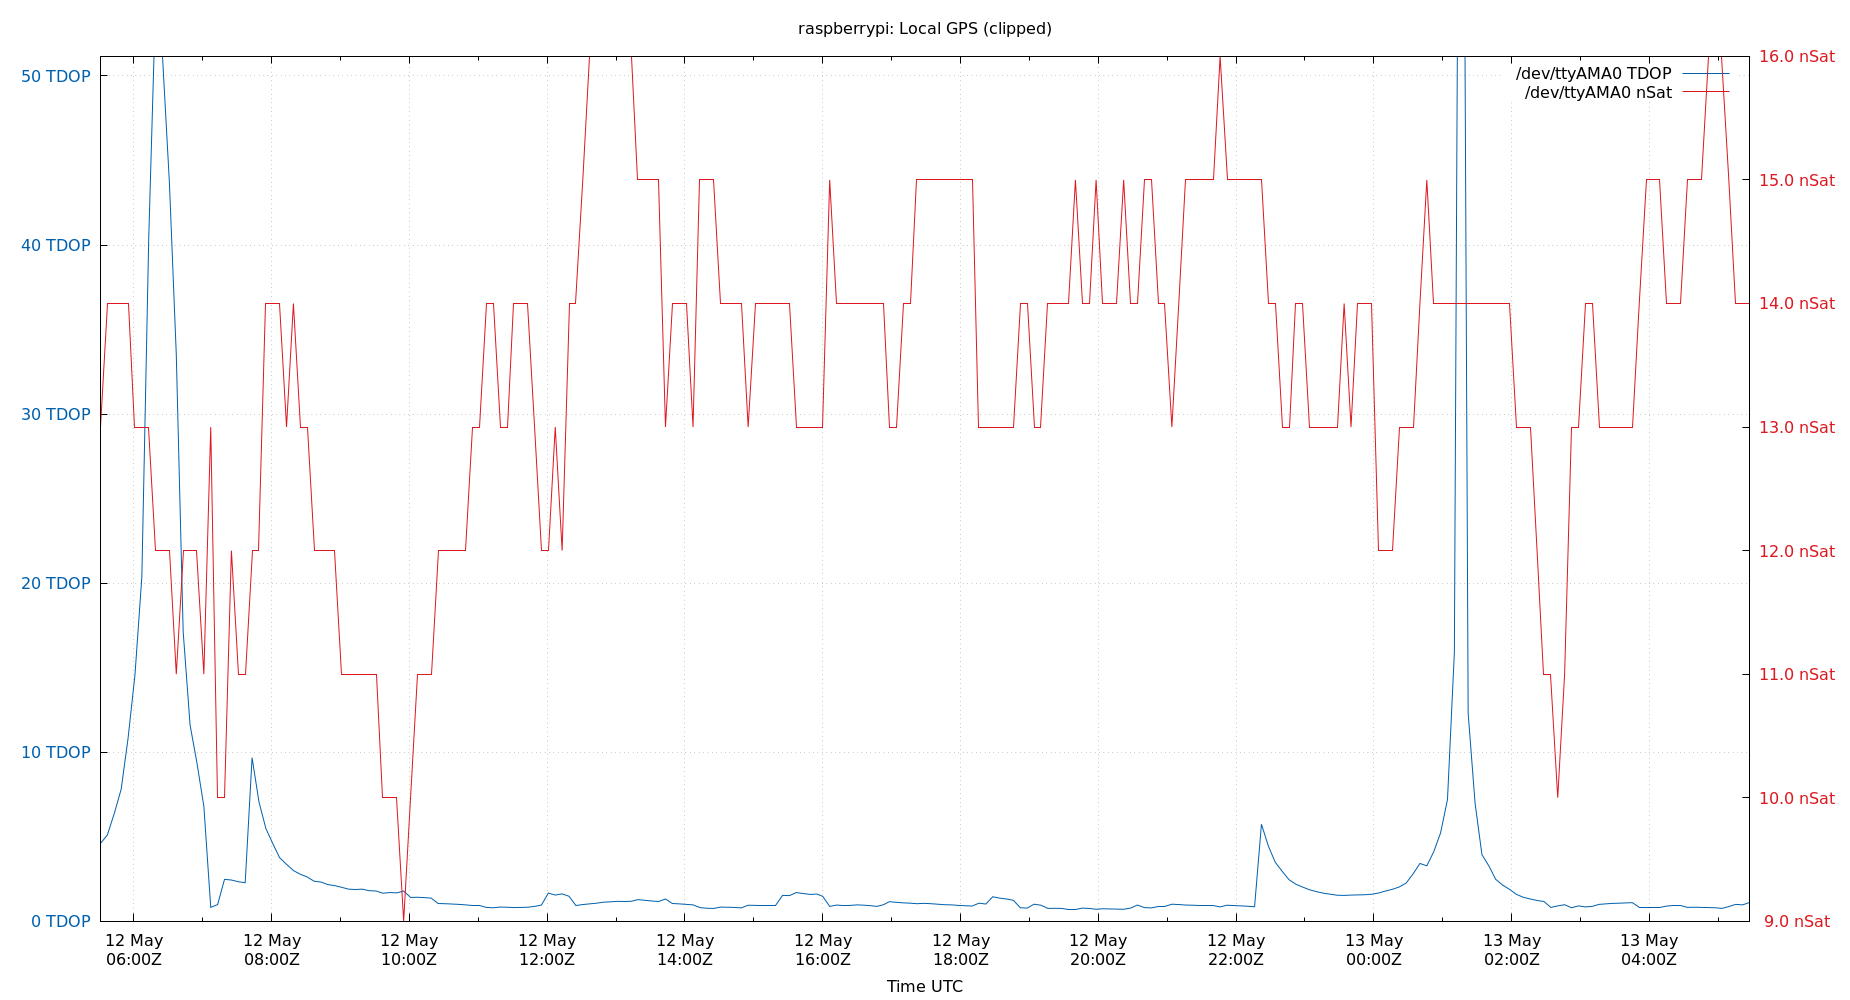 raspberrypi: Local GPS (clipped)
50 TDOP
40 TDOP
30 TDOP
20 TDOP
10 TDOP
0 TDOP
16.0 nSat
15.0 nSat
14.0 nSat
13.0 nSat
12.0 nSat
11.0 nSat
10.0 nSat
9.0 nSat
/dev/ttyAMA0 TDOP
/dev/ttyAMA0 nSat
12 May 12 May 12 May 12 May 12 May 12 May 12 May 12 May 12 May 13 May 13 May 13 May
06:00Z 08:00Z 10:00Z 12:00Z 14:00Z 16:00Z 18:00Z 20:00Z 22:00Z 00:00Z 02:00Z 04:00Z
Time UTC